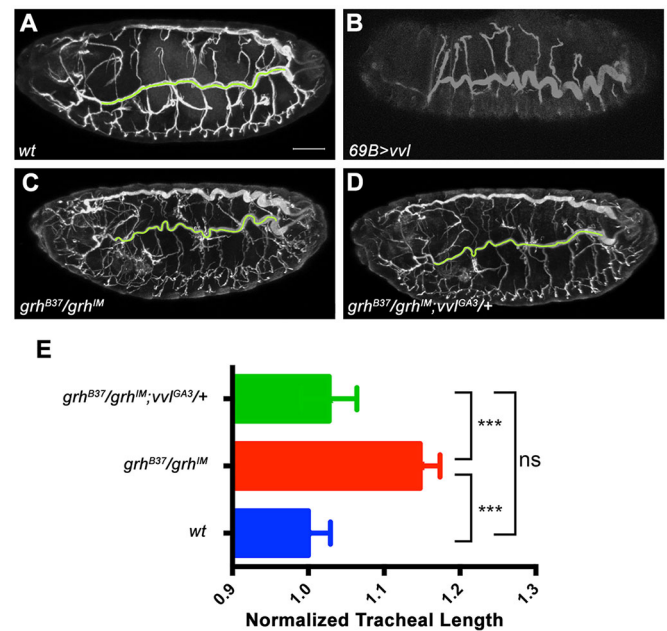 A
wt
B
69B>vvl
C
grhB37/grhIM
D
grhB37/grhIM;vvlGA3/+
E
grhB37/grhIM;vvlGA3/+
grhB37/grhIM
wt
***
***
ns
0.9
1.0
1.1
1.2
1.3
Normalized Tracheal Length